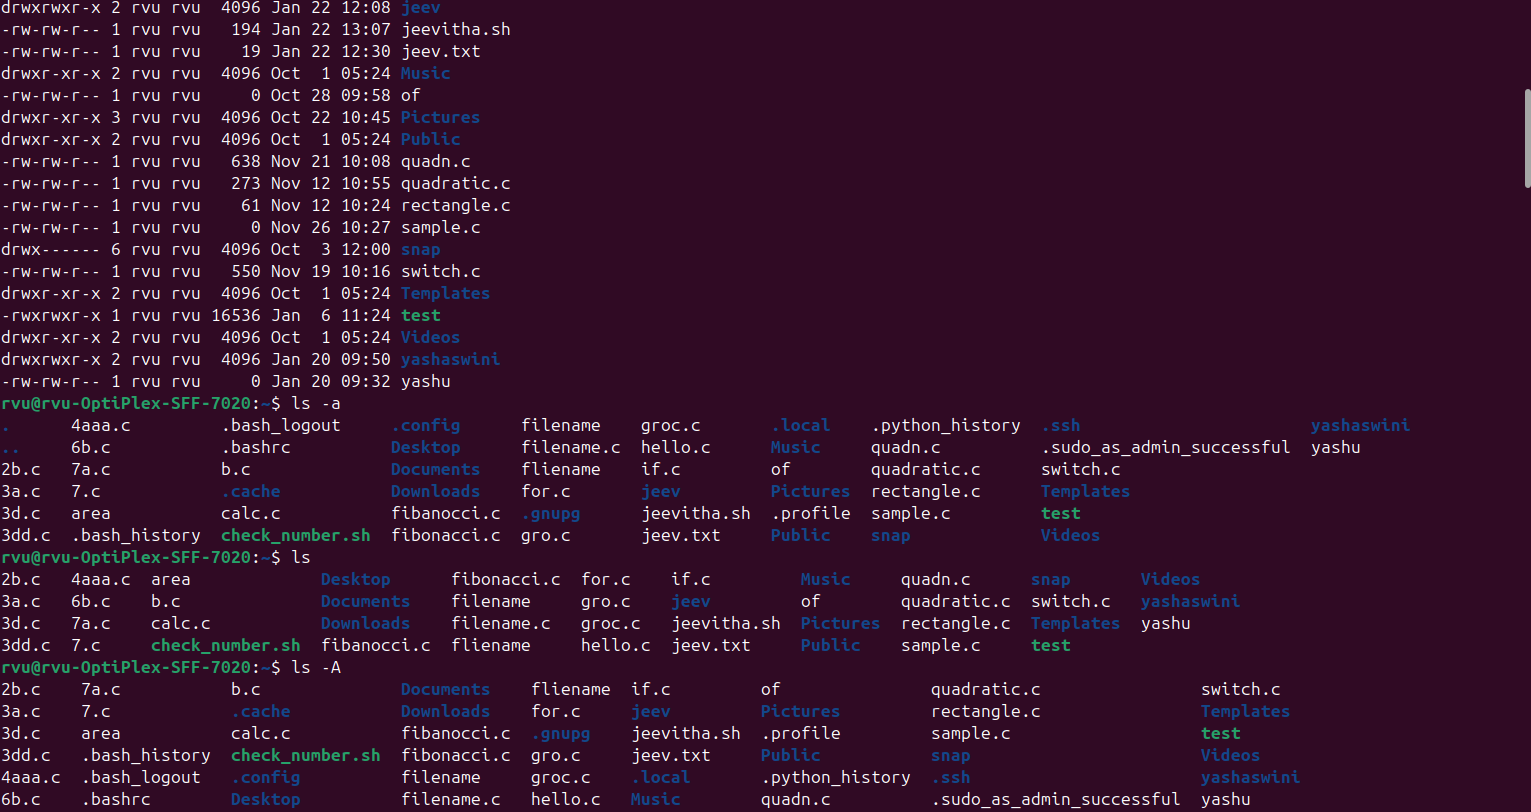 drwxrwxr-x 2 rvu rvu  4096 Jan 22 12:08 jeev
-rw-rw-r-- 1 rvu rvu   194 Jan 22 13:07 jeevitha.sh
-rw-rw-r-- 1 rvu rvu    19 Jan 22 12:30 jeev.txt
drwxr-xr-x 2 rvu rvu  4096 Oct  1 05:24 Music
-rw-rw-r-- 1 rvu rvu     0 Oct 28 09:58 of
drwxr-xr-x 3 rvu rvu  4096 Oct 22 10:45 Pictures
drwxr-xr-x 2 rvu rvu  4096 Oct  1 05:24 Public
-rw-rw-r-- 1 rvu rvu   638 Nov 21 10:08 quadn.c
-rw-rw-r-- 1 rvu rvu   273 Nov 12 10:55 quadratic.c
-rw-rw-r-- 1 rvu rvu    61 Nov 12 10:24 rectangle.c
-rw-rw-r-- 1 rvu rvu     0 Nov 26 10:27 sample.c
drwx------ 6 rvu rvu  4096 Oct  3 12:00 snap
-rw-rw-r-- 1 rvu rvu   550 Nov 19 10:16 switch.c
drwxr-xr-x 2 rvu rvu  4096 Oct  1 05:24 Templates
-rwxrwxr-x 1 rvu rvu 16536 Jan  6 11:24 test
drwxr-xr-x 2 rvu rvu  4096 Oct  1 05:24 Videos
drwxrwxr-x 2 rvu rvu  4096 Jan 20 09:50 yashaswini
-rw-rw-r-- 1 rvu rvu     0 Jan 20 09:32 yashu
rvu@rvu-OptiPlex-SFF-7020:~$ ls -a
.      4aaa.c         .bash_logout     .config      filename    groc.c       .local    .python_history  .ssh                       yashaswini
..     6b.c           .bashrc          Desktop      filename.c  hello.c      Music     quadn.c          .sudo_as_admin_successful  yashu
2b.c   7a.c           b.c              Documents    fliename    if.c         of        quadratic.c      switch.c
3a.c   7.c            .cache           Downloads    for.c       jeev         Pictures  rectangle.c      Templates
3d.c   area           calc.c           fibanocci.c  .gnupg      jeevitha.sh  .profile  sample.c         test
3dd.c  .bash_history  check_number.sh  fibonacci.c  gro.c       jeev.txt     Public    snap             Videos
rvu@rvu-OptiPlex-SFF-7020:~$ ls
2b.c   4aaa.c  area             Desktop      fibonacci.c  for.c    if.c         Music     quadn.c      snap       Videos
3a.c   6b.c    b.c              Documents    filename     gro.c    jeev         of        quadratic.c  switch.c   yashaswini
3d.c   7a.c    calc.c           Downloads    filename.c   groc.c   jeevitha.sh  Pictures  rectangle.c  Templates  yashu
3dd.c  7.c     check_number.sh  fibanocci.c  fliename     hello.c  jeev.txt     Public    sample.c     test
rvu@rvu-OptiPlex-SFF-7020:~$ ls -A
2b.c    7a.c           b.c              Documents    fliename  if.c         of               quadratic.c                switch.c
3a.c    7.c            .cache           Downloads    for.c     jeev         Pictures         rectangle.c                Templates
3d.c    area           calc.c           fibanocci.c  .gnupg    jeevitha.sh  .profile         sample.c                   test
3dd.c   .bash_history  check_number.sh  fibonacci.c  gro.c     jeev.txt     Public           snap                       Videos
4aaa.c  .bash_logout   .config          filename     groc.c    .local       .python_history  .ssh                       yashaswini
6b.c    .bashrc        Desktop          filename.c   hello.c   Music        quadn.c          .sudo_as_admin_successful  yashu